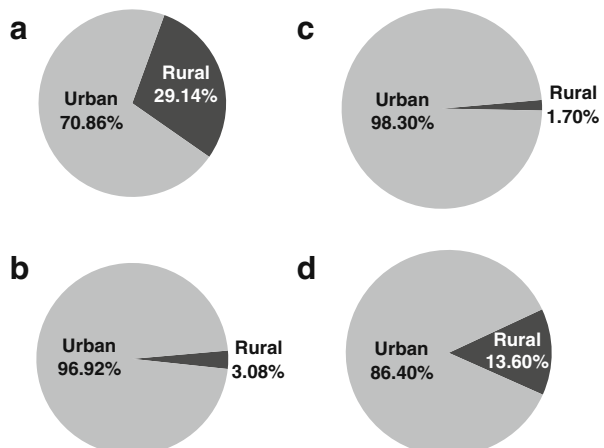 a
Urban
70.86%
Rural
29.14%
c
Urban
98.30%
Rural
1.70%
b
Urban
96.92%
Rural
3.08%
d
Urban
86.40%
Rural
13.60%